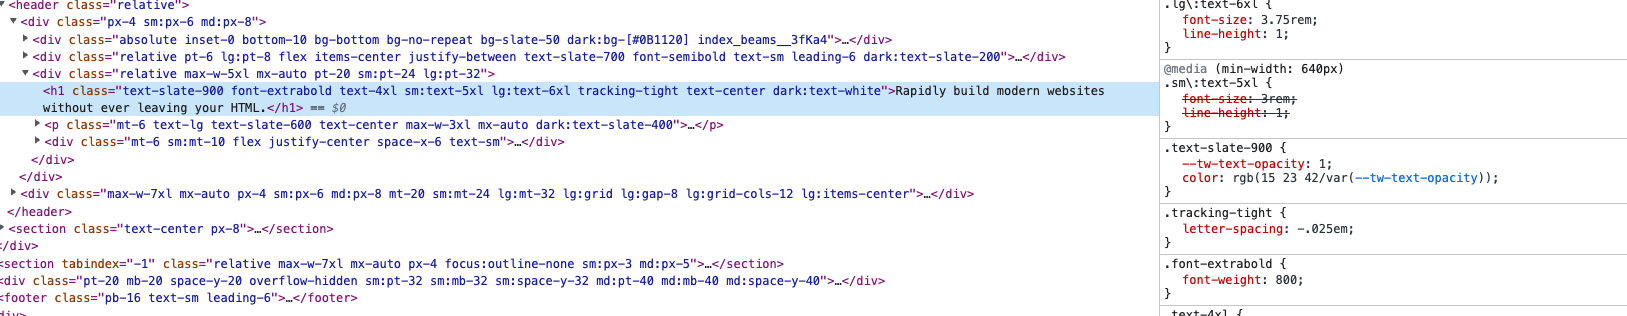 <header class="relative">
<div class="px-4 sm:px-6 md:px-8">
<div class="absolute inset-0 bottom-10 bg-bottom bg-no-repeat bg-slate-50 dark:bg-[#0B1120] index_beams__3fKa4">…</div>
<div class="relative pt-6 lg:pt-8 flex items-center justify-between text-slate-700 font-semibold text-sm leading-6 dark:text-slate-200">…</div>
<div class="relative max-w-5xl mx-auto pt-20 sm:pt-24 lg:pt-32">
<h1 class="text-slate-900 font-extrabold text-4xl sm:text-5xl lg:text-6xl tracking-tight text-center dark:text-white">Rapidly build modern websites
without ever leaving your HTML.</h1> == $0
<p class="mt-6 text-lg text-slate-600 text-center max-w-3xl mx-auto dark:text-slate-400">…</p>
<div class="mt-6 sm:mt-10 flex justify-center space-x-6 text-sm">…</div>
</div>
</div>
<div class="max-w-7xl mx-auto px-4 sm:px-6 md:px-8 mt-20 sm:mt-24 lg:mt-32 lg:grid lg:gap-8 lg:grid-cols-12 lg:items-center">…</div>
</header>
<section class="text-center px-8">…</section>
</div>
<section tabindex="-1" class="relative max-w-7xl mx-auto px-4 focus:outline-none sm:px-3 md:px-5">…</section>
<div class="pt-20 mb-20 space-y-20 overflow-hidden sm:pt-32 sm:mb-32 sm:space-y-32 md:pt-40 md:mb-40 md:space-y-40">…</div>
<footer class="pb-16 text-sm leading-6">…</footer>
div>
.lg\:text-6xl {
font-size: 3.75rem;
line-height: 1;
}
@media (min-width: 640px)
.sm\:text-5xl {
font-size: 3rem;
line-height: 1;
}
.text-slate-900 {
--tw-text-opacity: 1;
color: rgb(15 23 42/var(--tw-text-opacity));
}
.tracking-tight {
letter-spacing: -.025em;
}
.font-extrabold {
font-weight: 800;
}
.text-4xl {